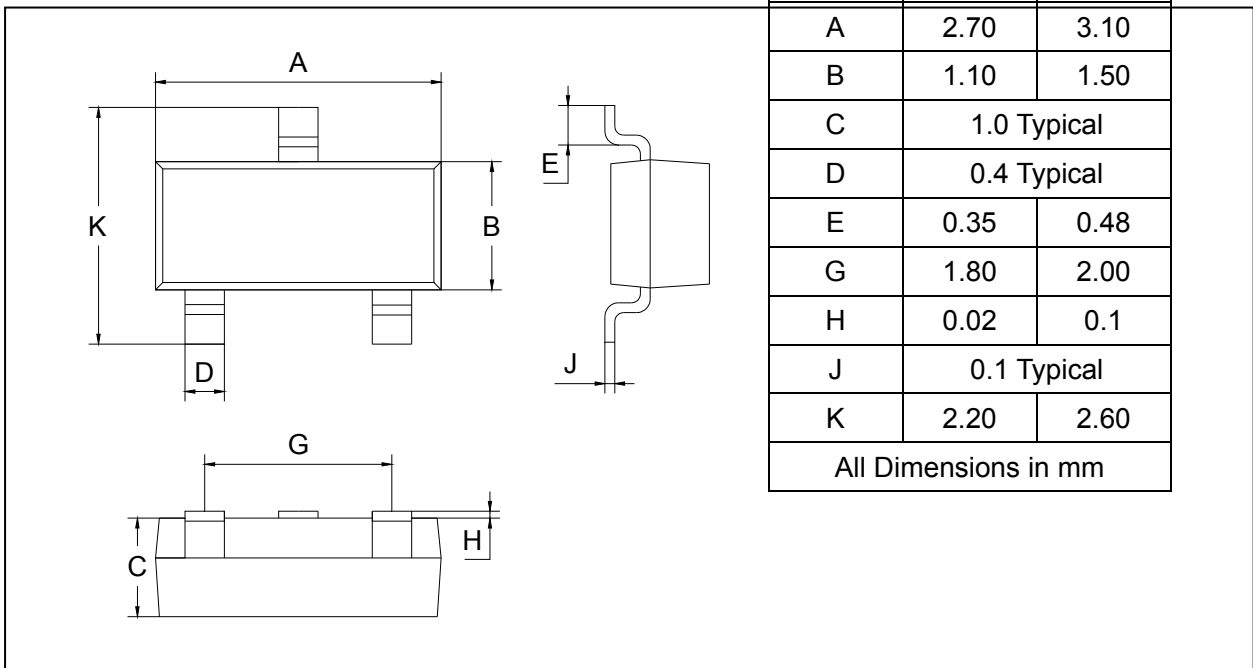 A
K
B
D
E
J
G
C
H
A 2.70 3.10
B 1.10 1.50
C 1.0 Typical
D 0.4 Typical
E 0.35 0.48
G 1.80 2.00
H 0.02 0.1
J 0.1 Typical
K 2.20 2.60
All Dimensions in mm